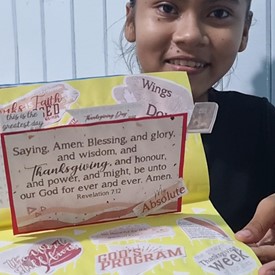 Faith
this is the
greatest day
Thanksgiving Day
Wings
Saying, Amen: Blessing, and glory,
and wisdom, and
Thanksgiving, and honour,
and power, and might, be unto
our God for ever and ever. Amen.
Revelation 7:12
Absolute
GOD'S
PROGRAM
Thanksgiving
week